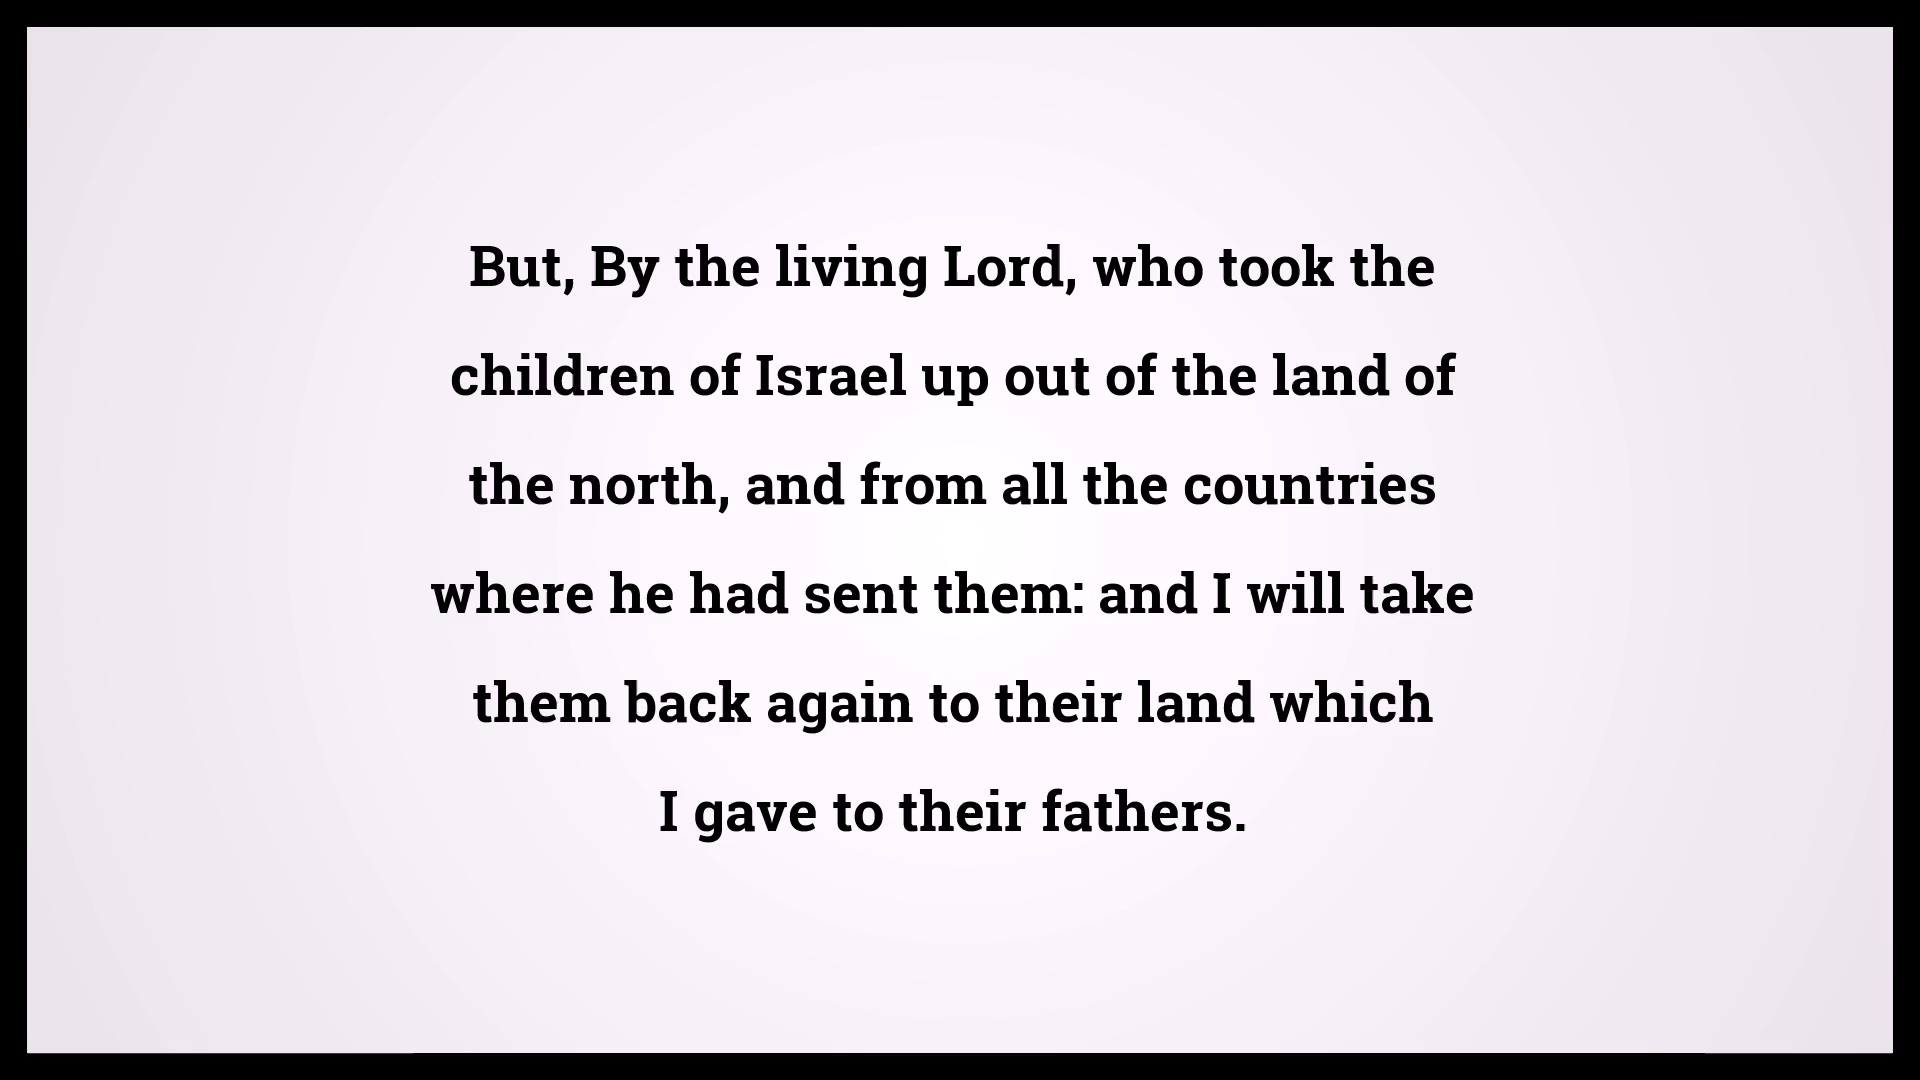 But, By the living Lord, who took the
children of Israel up out of the land of
the north, and from all the countries
where he had sent them: and I will take
them back again to their land which
I gave to their fathers.